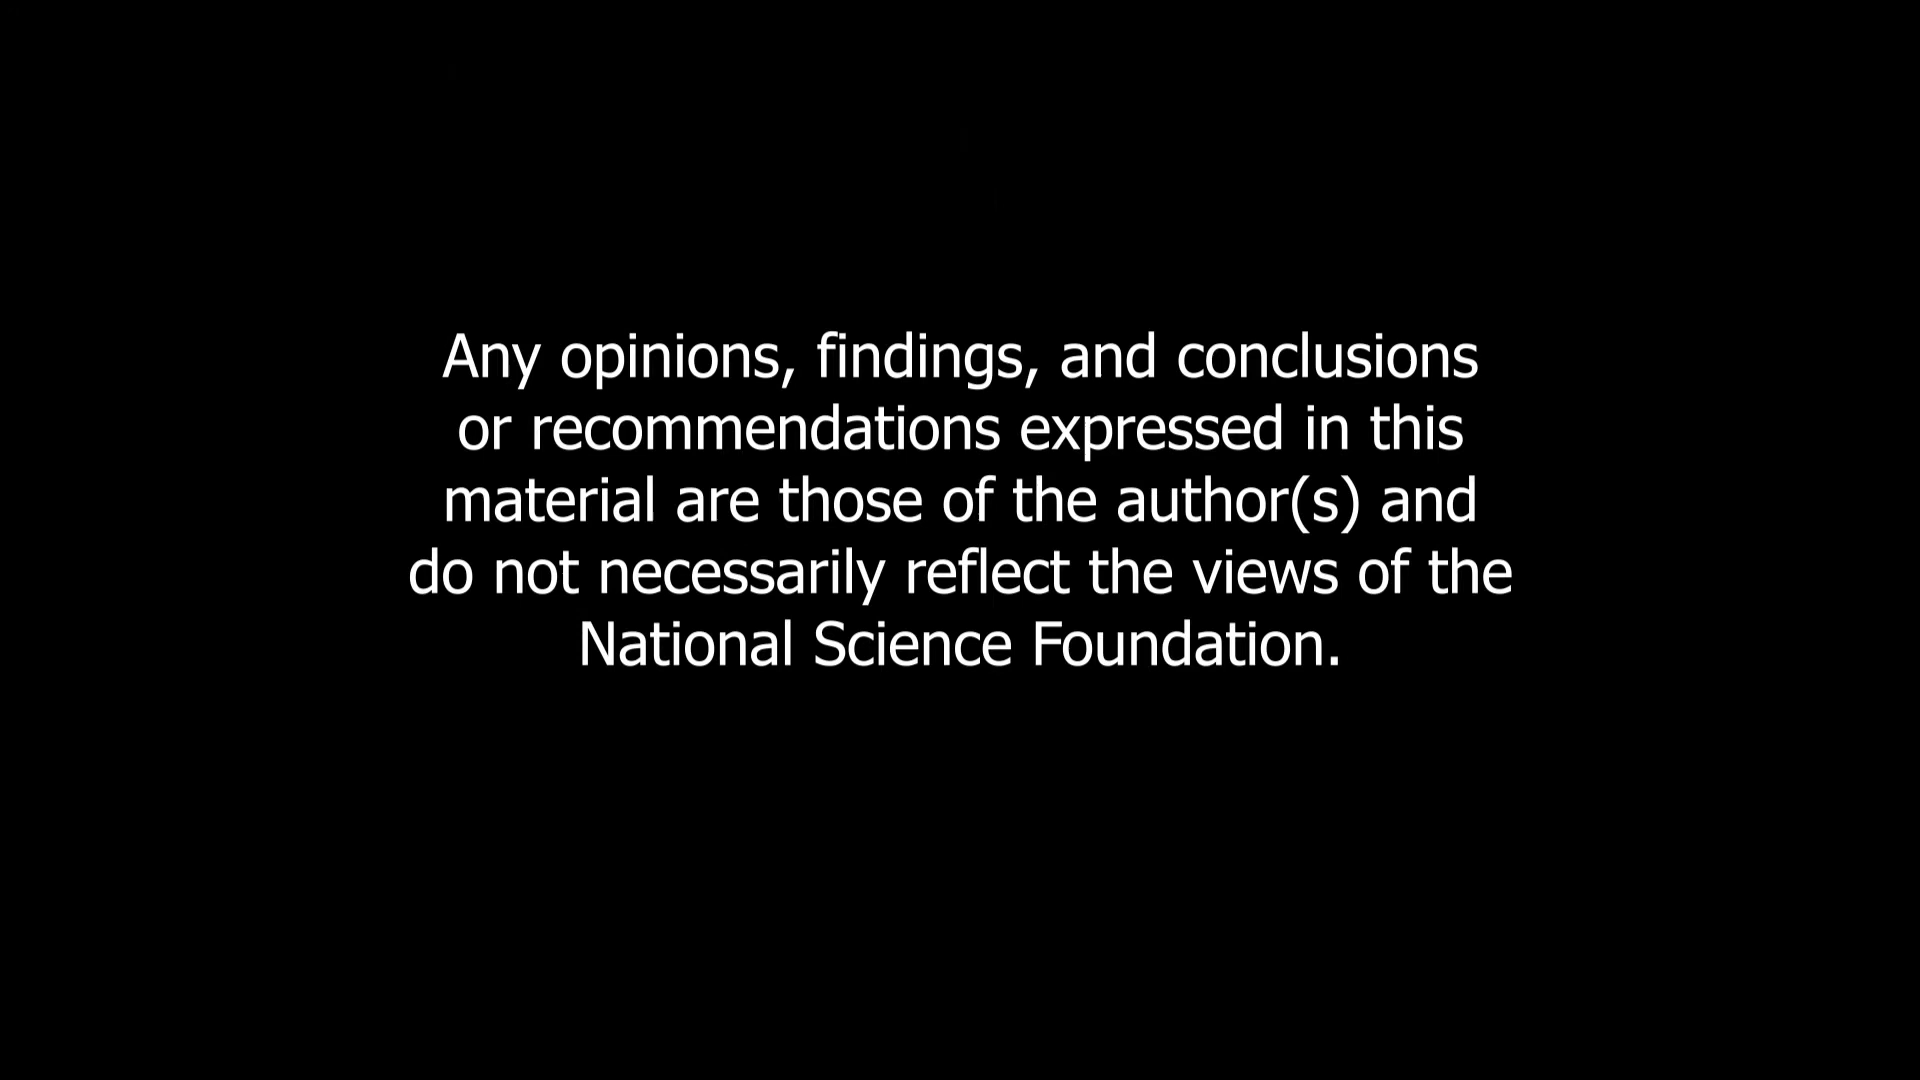 Any opinions, findings, and conclusions
or recommendations expressed in this
material are those of the author(s) and
do not necessarily reflect the views of the
National Science Foundation.